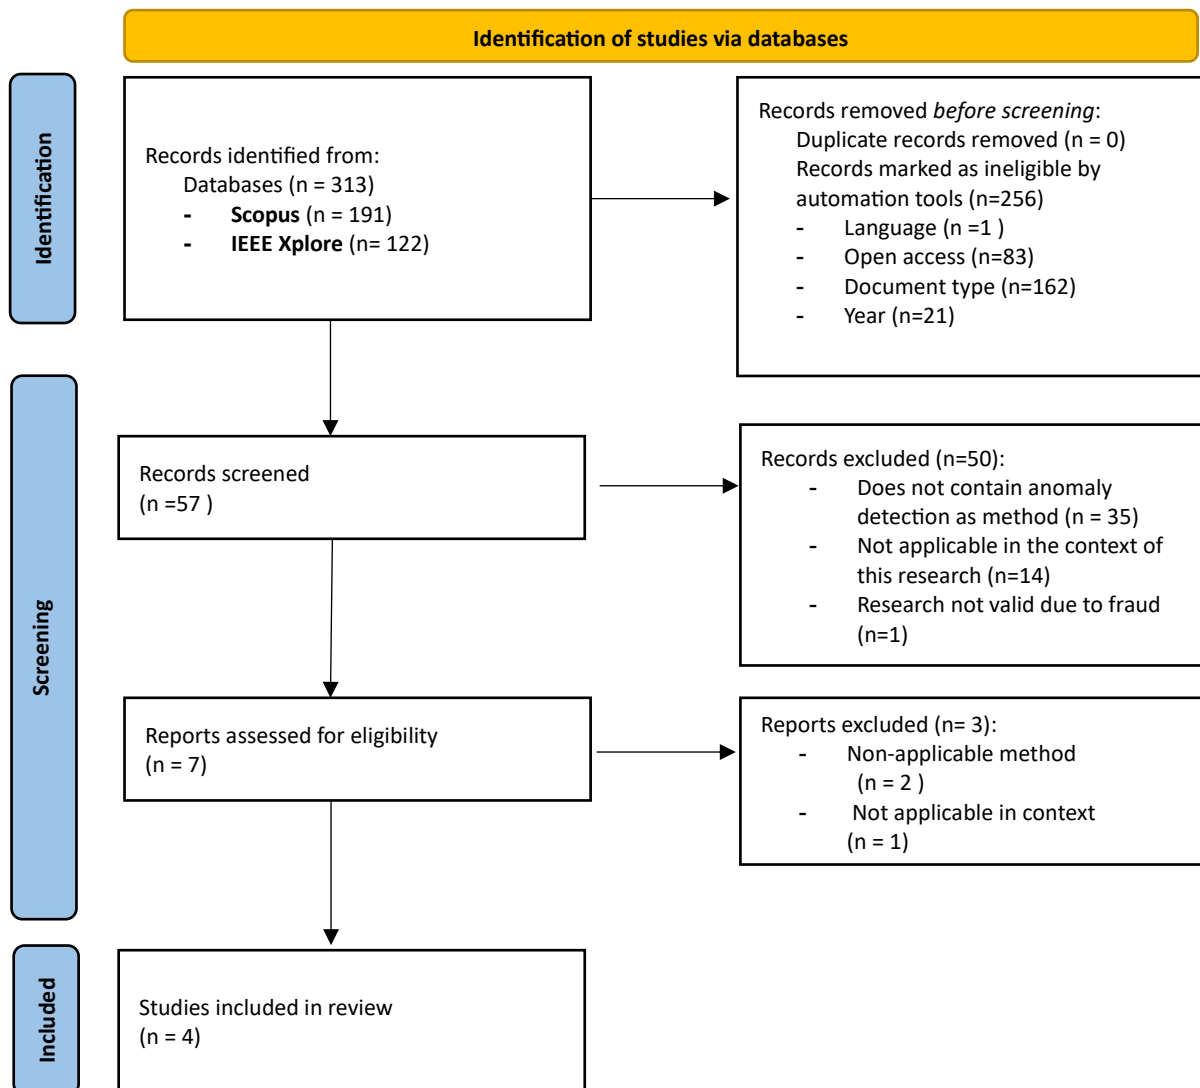 Identification of studies via databases
Identification
Records identified from:
Databases (n = 313)
- Scopus (n = 191)
- IEEE Xplore (n= 122)
Records removed before screening:
Duplicate records removed (n = 0)
Records marked as ineligible by
automation tools (n=256)
- Language (n =1 )
- Open access (n=83)
- Document type (n=162)
- Year (n=21)
Screening
Records screened
(n =57 )
Records excluded (n=50):
- Does not contain anomaly
detection as method (n = 35)
- Not applicable in the context of
this research (n=14)
- Research not valid due to fraud
(n=1)
Reports assessed for eligibility
(n = 7)
Reports excluded (n= 3):
- Non-applicable method
(n = 2 )
- Not applicable in context
(n = 1)
Included
Studies included in review
(n = 4)